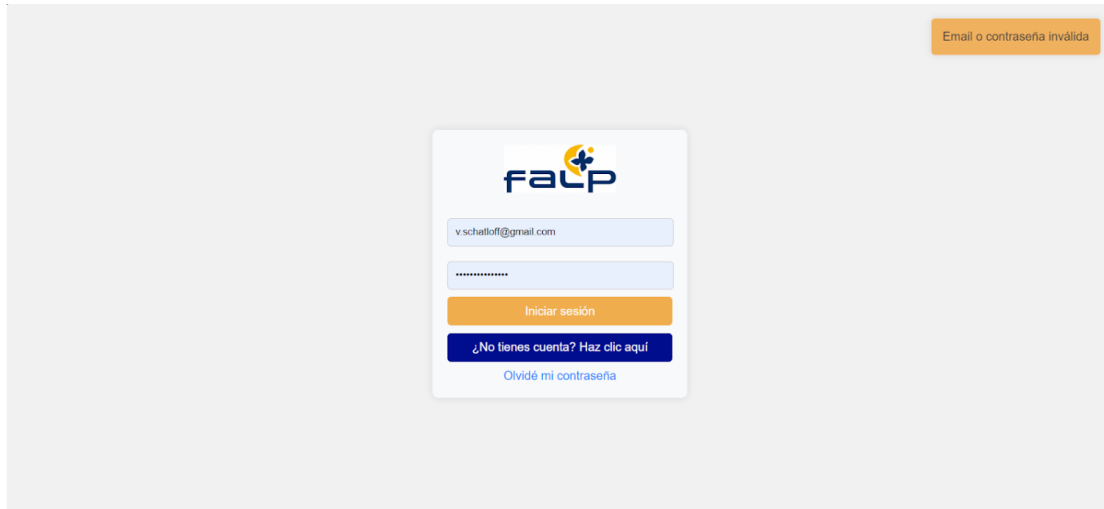 Email o contraseña inválida
falp
v.schatloff@gmail.com
•••••••••••••••
Iniciar sesión
¿No tienes cuenta? Haz clic aquí
Olvidé mi contraseña